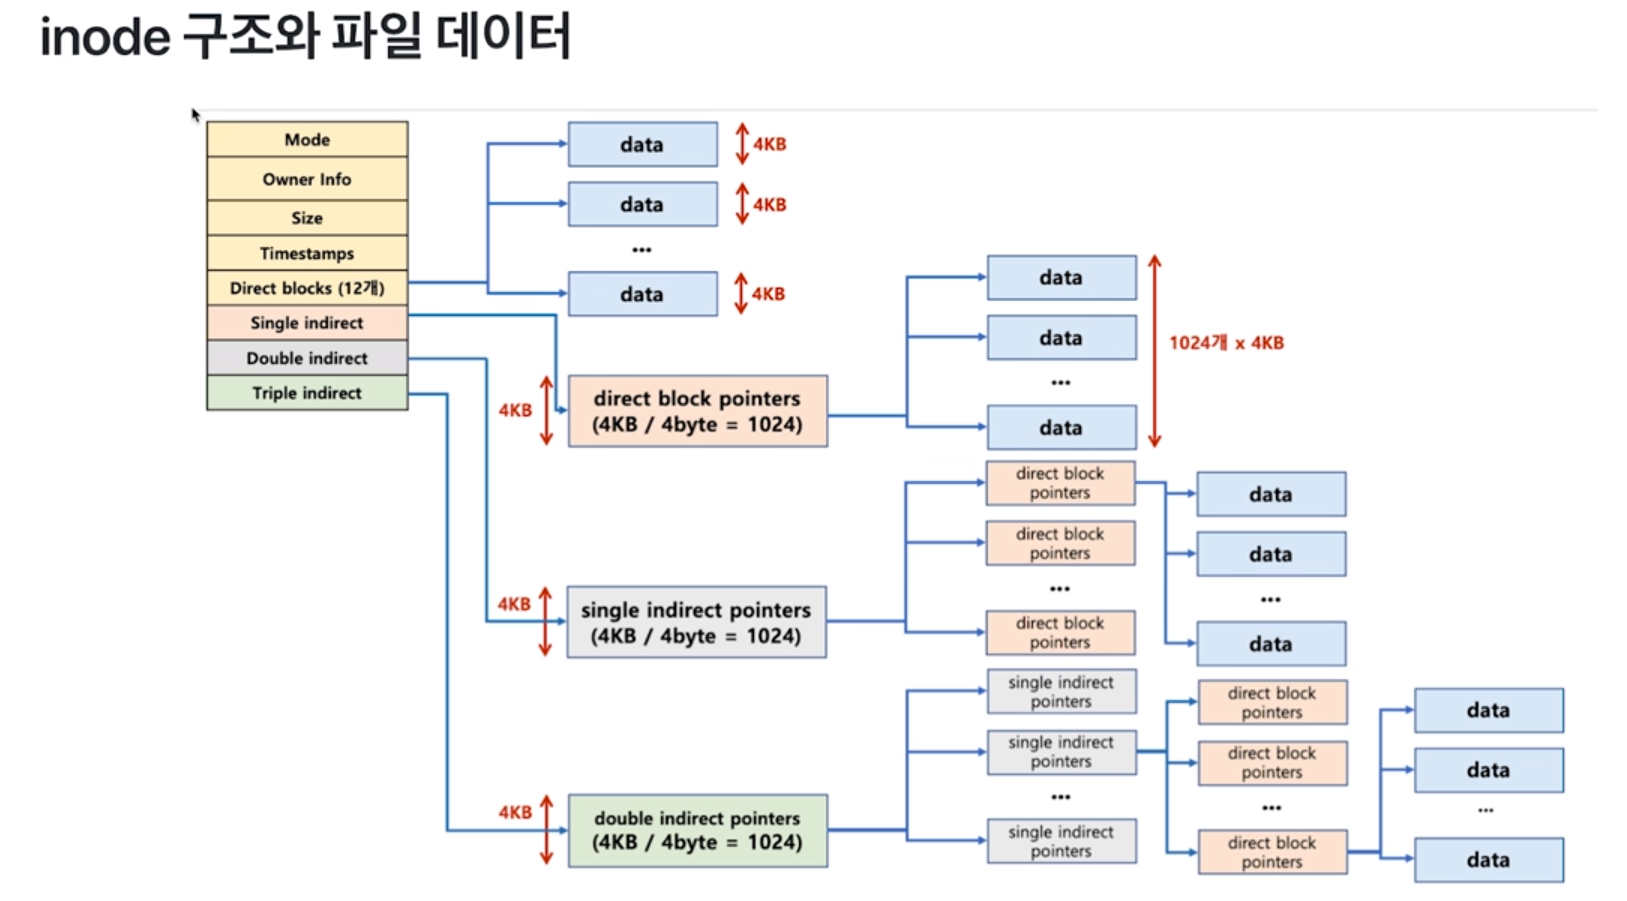 inode 구조와 파일 데이터
Mode
Owner Info
Size
Timestamps
Direct blocks (12개)
Single indirect
Double indirect
Triple indirect
data
4KB
data
4KB
...
data
4KB
4KB
direct block pointers
(4KB / 4byte = 1024)
data
data
...
data
1024개 x 4KB
4KB
single indirect pointers
(4KB / 4byte = 1024)
direct block
pointers
direct block
pointers
...
direct block
pointers
data
data
...
data
4KB
double indirect pointers
(4KB / 4byte = 1024)
single indirect
pointers
single indirect
pointers
...
single indirect
pointers
direct block
pointers
direct block
pointers
...
direct block
pointers
data
data
...
data